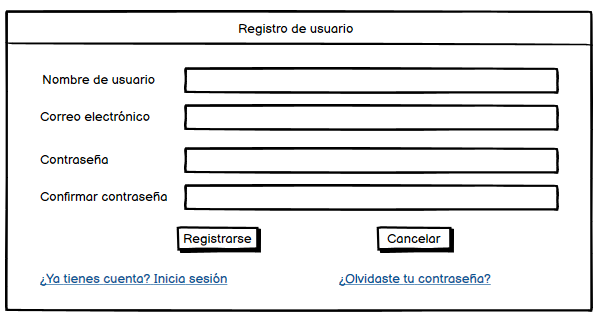 Registro de usuario
Nombre de usuario
Correo electrónico
Contraseña
Confirmar contraseña
Registrarse Cancelar
¿Ya tienes cuenta? Inicia sesión ¿Olvidaste tu contraseña?